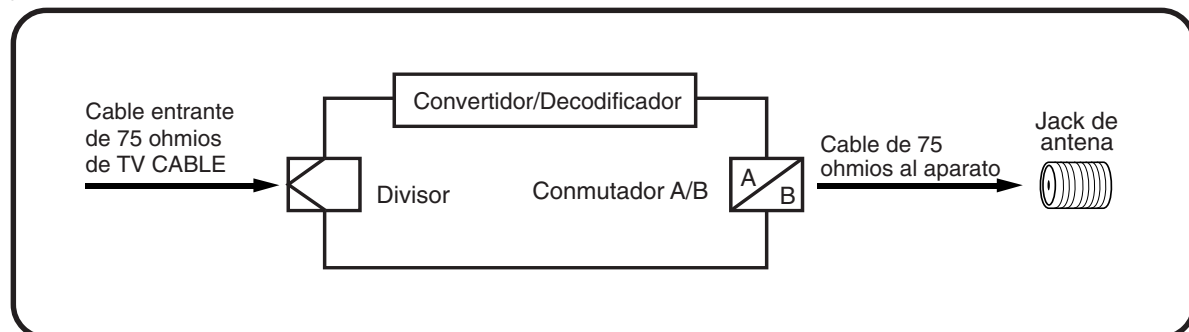 Cable entrante
de 75 ohmios
de TV CABLE
Convertidor/Decodificador
Divisor
Conmutador A/B
A
B
Cable de 75
ohmios al aparato
Jack de
antena